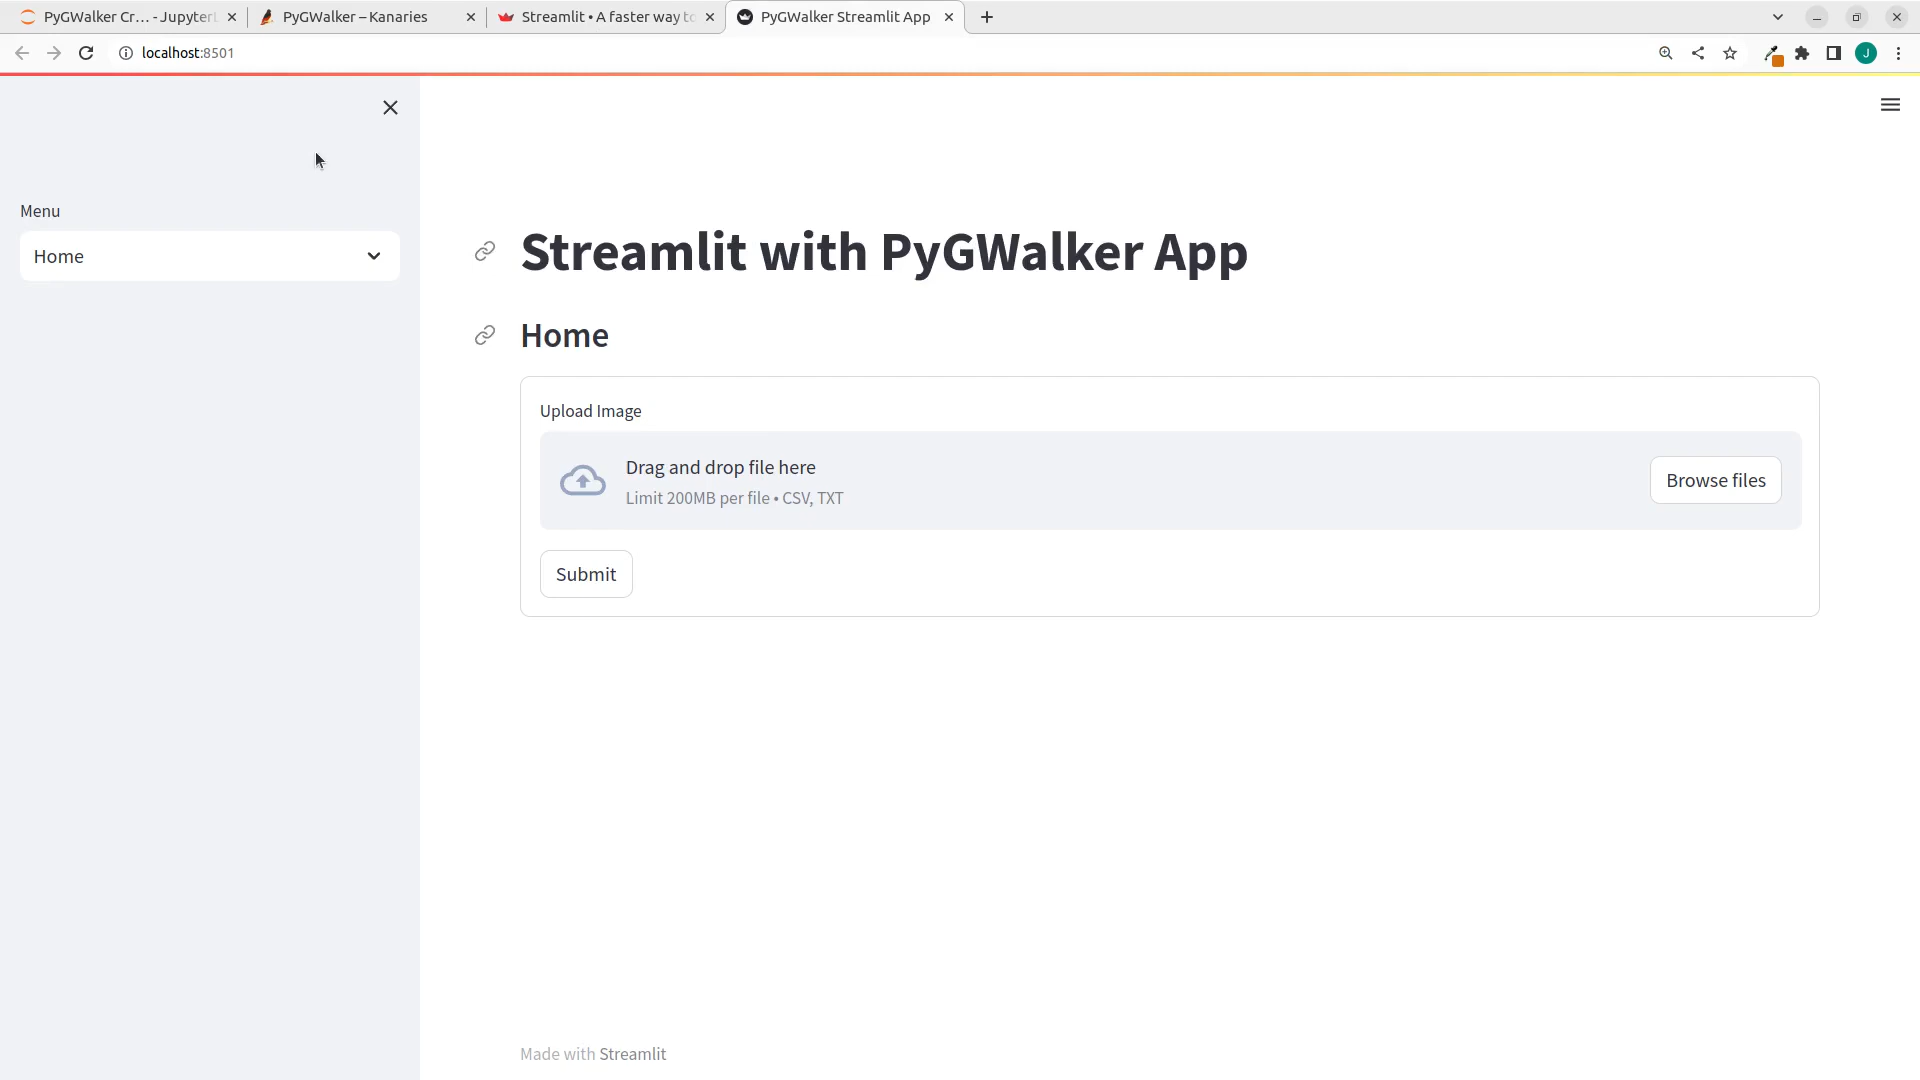 PyGWalker Cr… - Jupyter
PyGWalker – Kanaries
Streamlit • A faster way to
PyGWalker Streamlit App
localhost:8501
J
Menu
Home
Streamlit with PyGWalker App
Home
Upload Image
Drag and drop file here
Limit 200MB per file • CSV, TXT
Browse files
Submit
Made with Streamlit